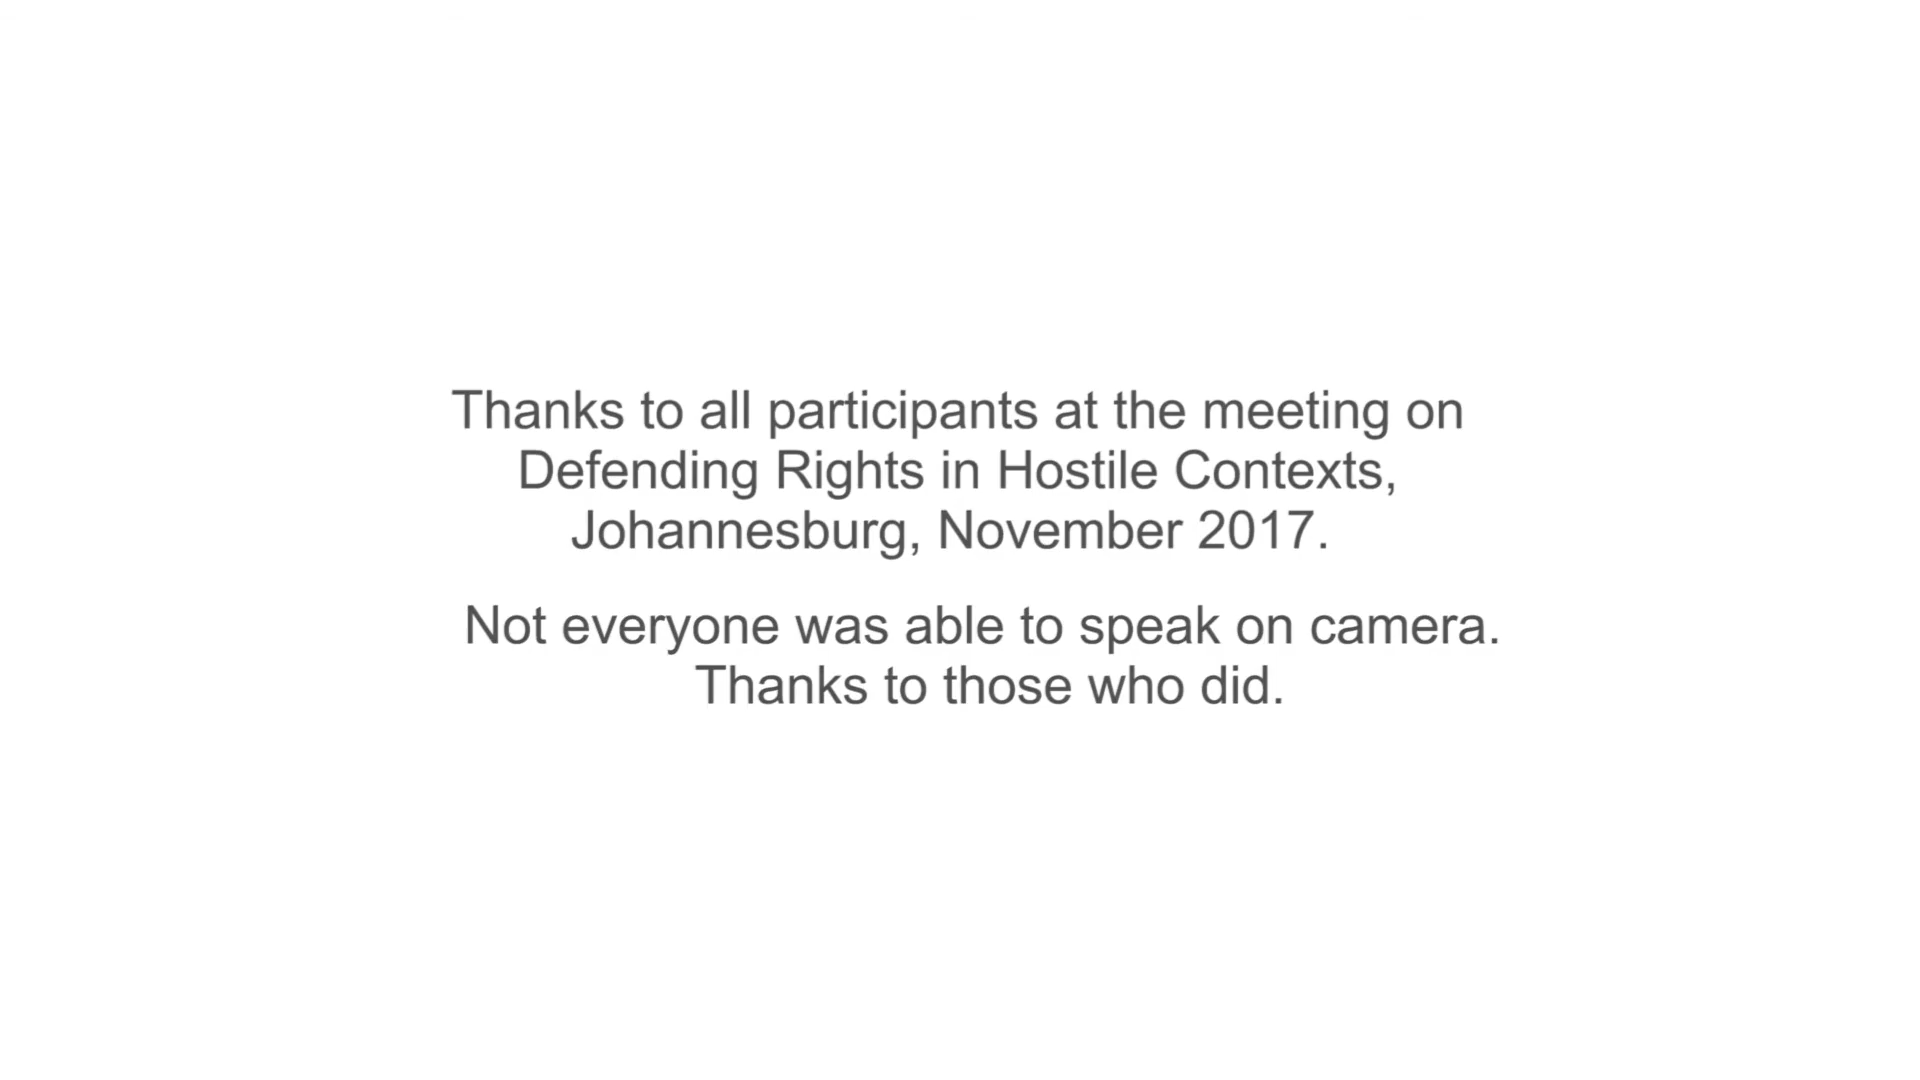 Thanks to all participants at the meeting on
Defending Rights in Hostile Contexts,
Johannesburg, November 2017.
Not everyone was able to speak on camera.
Thanks to those who did.